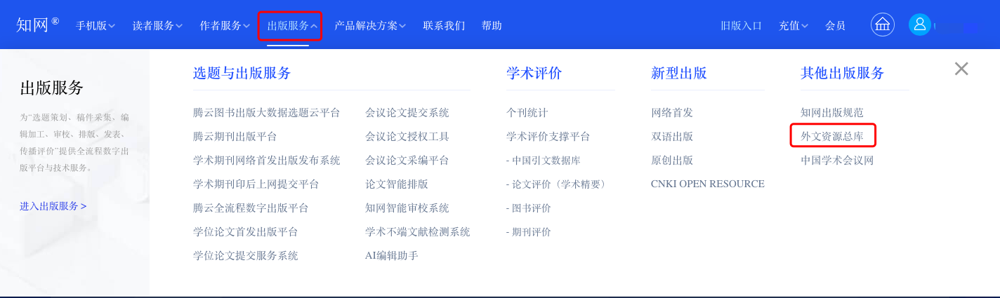 知网®
手机版
读者服务
作者服务
出版服务
产品解决方案
联系我们
帮助
旧版入口
充值
会员
出版服务
为"选题策划、稿件采集、编
辑加工、审校、排版、发表、
传播评价"提供全流程数字出
版平台与技术服务。
进入出版服务 >
选题与出版服务
腾云图书出版大数据选题云平台
腾云期刊出版平台
学术期刊网络首发出版发布系统
学术期刊印后上网提交平台
腾云全流程数字出版平台
学位论文首发出版平台
学位论文提交服务系统
会议论文提交系统
会议论文授权工具
会议论文采编平台
论文智能排版
知网智能审校系统
学术不端文献检测系统
AI编辑助手
学术评价
个刊统计
学术评价支撑平台
- 中国引文数据库
- 论文评价（学术精要）
- 图书评价
- 期刊评价
新型出版
网络首发
双语出版
原创出版
CNKI OPEN RESOURCE
其他出版服务
知网出版规范
外文资源总库
中国学术会议网